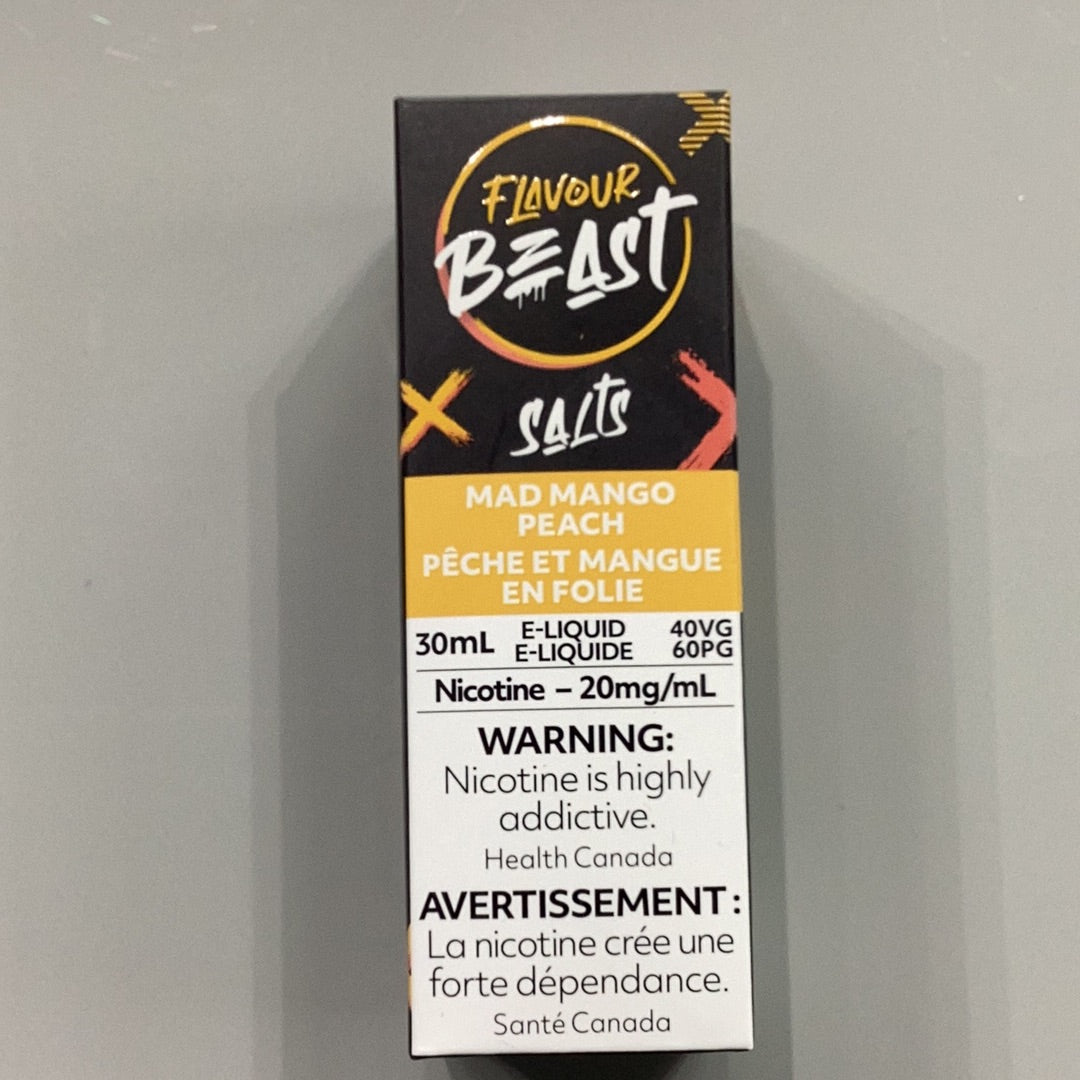 FLAVOUR
BEAST
SALTS
MAD MANGO
PEACH
PÊCHE ET MANGUE
EN FOLIE
30mL E-LIQUID 40VG
E-LIQUIDE 60PG
Nicotine – 20mg/mL
WARNING:
Nicotine is highly
addictive.
Health Canada
AVERTISSEMENT :
La nicotine crée une
forte dépendance.
Santé Canada